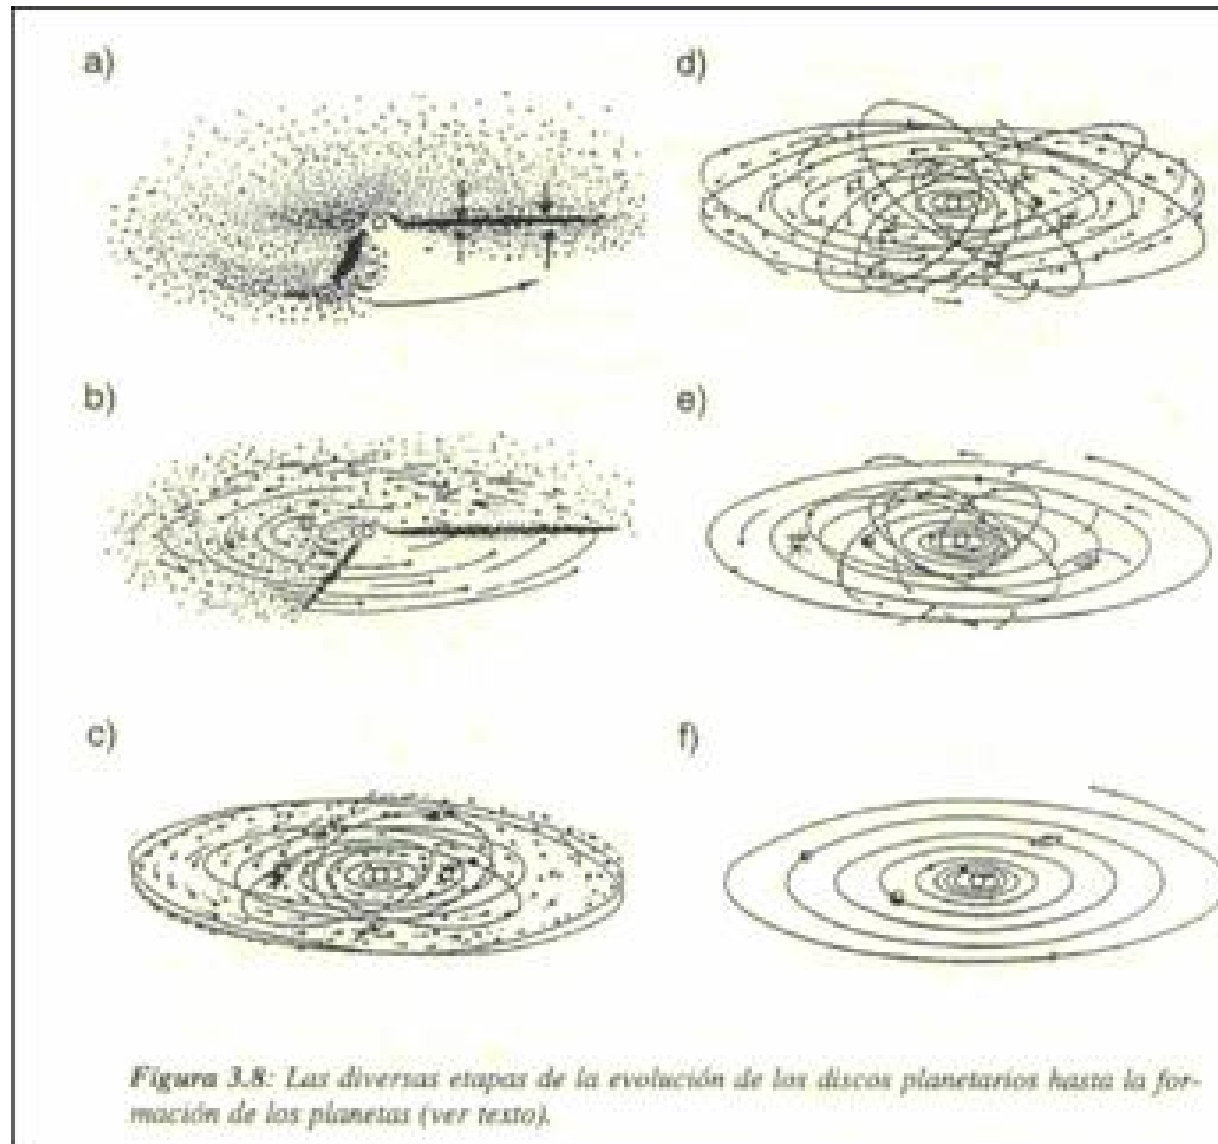 a)
b)
c)
d)
e)
f)
Figura 3.8: Las diversas etapas de la evolución de los discos planetarios hasta la for-
mación de los planetas (ver texto).